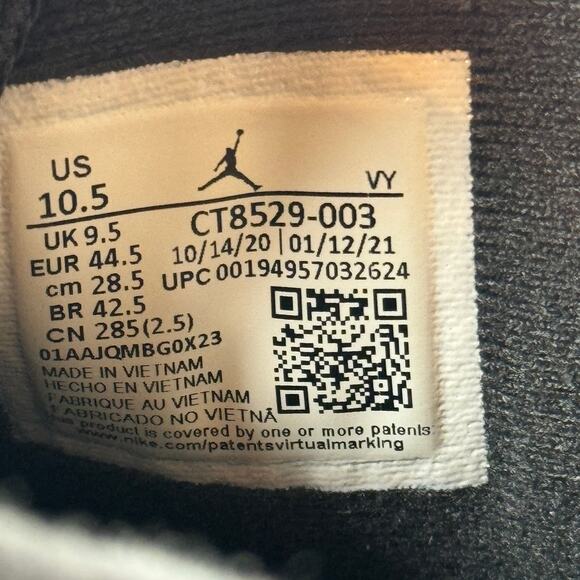 US
10.5
VY
UK 9.5
CT8529-003
EUR 44.5
10/14/20 | 01/12/21
cm 28.5
UPC 00194957032624
BR 42.5
CN 285(2.5)
01AAJQMBG0X23
MADE IN VIETNAM
HECHO EN VIETNAM
FABRIQUE AU VIETNAM
FABRICADO NO VIETNÃ
This product is covered by one or more patents
www.nike.com/patentsvirtualmarking